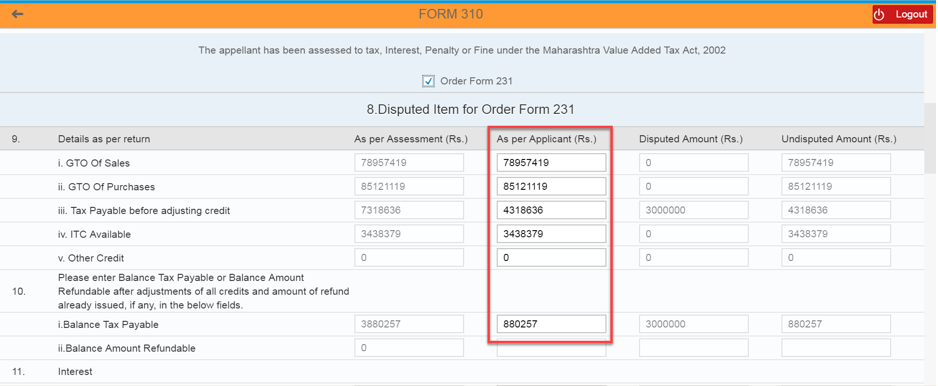 FORM 310
Logout
The appellant has been assessed to tax, Interest, Penalty or Fine under the Maharashtra Value Added Tax Act, 2002
Order Form 231
8.Disputed Item for Order Form 231
9. Details as per return As per Assessment (Rs.) As per Applicant (Rs.) Disputed Amount (Rs.) Undisputed Amount (Rs.)
i. GTO Of Sales 78957419 78957419 0 78957419
ii. GTO Of Purchases 85121119 85121119 0 85121119
iii. Tax Payable before adjusting credit 7318636 4318636 3000000 4318636
iv. ITC Available 3438379 3438379 0 3438379
v. Other Credit 0 0 0 0
Please enter Balance Tax Payable or Balance Amount
10. Refundable after adjustments of all credits and amount of refund
already issued, if any, in the below fields.
i.Balance Tax Payable 3880257 880257 3000000 880257
ii.Balance Amount Refundable 0
11. Interest